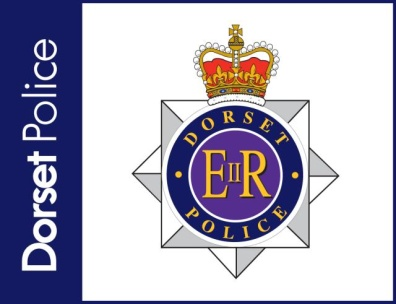 Dorset Police
DORSET
EIIR
POLICE